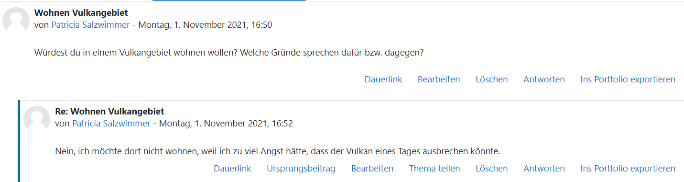 Wohnen Vulkangebiet
von Patricia Salzwimmer - Montag, 1. November 2021, 16:50
Würdest du in einem Vulkangebiet wohnen wollen? Welche Gründe sprechen dafür bzw. dagegen?
Dauerlink Bearbeiten Löschen Antworten Ins Portfolio exportieren
Re: Wohnen Vulkangebiet
von Patricia Salzwimmer - Montag, 1. November 2021, 16:52
Nein, ich möchte dort nicht wohnen, weil ich zu viel Angst hätte, dass der Vulkan eines Tages ausbrechen könnte.
Dauerlink Ursprungsbeitrag Bearbeiten Thema teilen Löschen Antworten Ins Portfolio exportieren